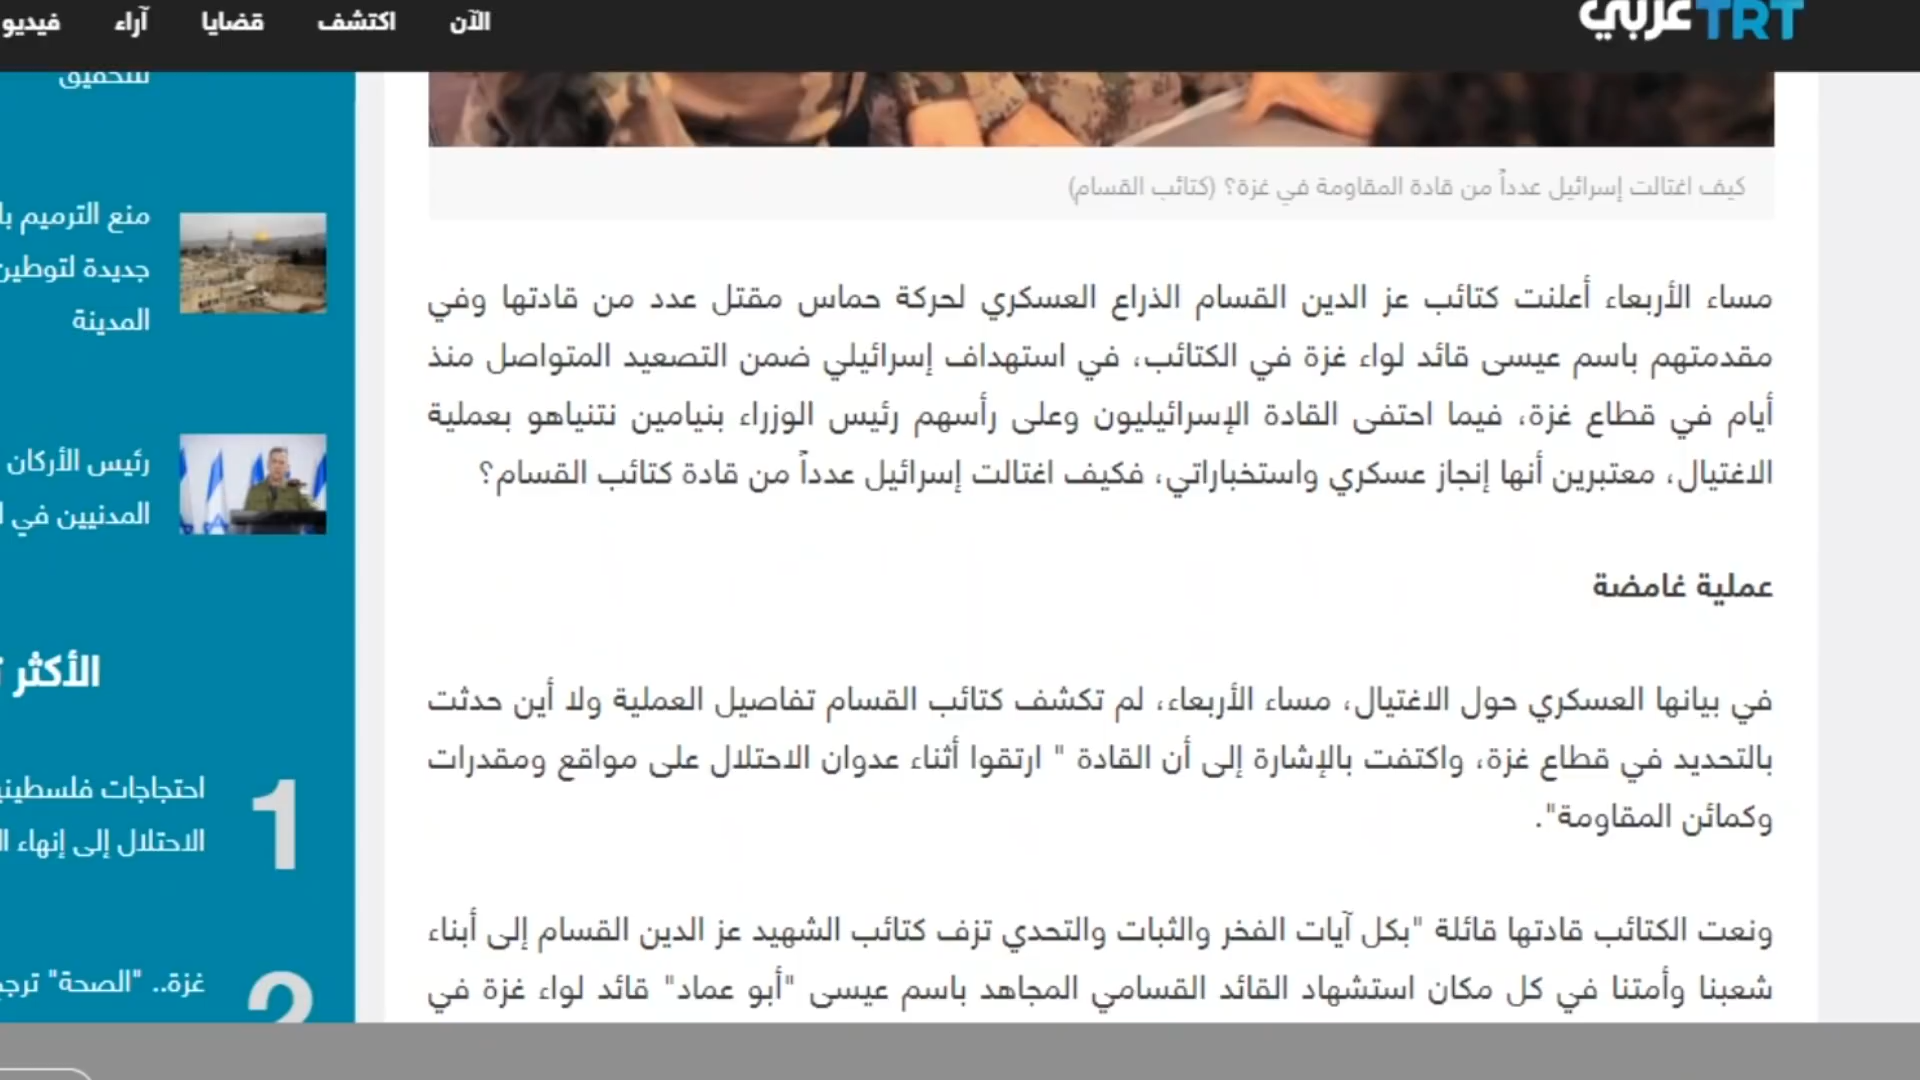 TRT عربي
الآن
اكتشف
قضايا
آراء
فيديو
كيف اغتالت إسرائيل عدداً من قادة المقاومة في غزة؟ (كتائب القسام)
مساء الأربعاء أعلنت كتائب عز الدين القسام الذراع العسكري لحركة حماس مقتل عدد من قادتها وفي
مقدمتهم باسم عيسى قائد لواء غزة في الكتائب، في استهداف إسرائيلي ضمن التصعيد المتواصل منذ
أيام في قطاع غزة، فيما احتفى القادة الإسرائيليون وعلى رأسهم رئيس الوزراء بنيامين نتنياهو بعملية
الاغتيال، معتبرين أنها إنجاز عسكري واستخباراتي، فكيف اغتالت إسرائيل عدداً من قادة كتائب القسام؟
عملية غامضة
في بيانها العسكري حول الاغتيال، مساء الأربعاء، لم تكشف كتائب القسام تفاصيل العملية ولا أين حدثت
بالتحديد في قطاع غزة، واكتفت بالإشارة إلى أن القادة " ارتقوا أثناء عدوان الاحتلال على مواقع ومقدرات
وكمائن المقاومة".
ونعت الكتائب قادتها قائلة "بكل آيات الفخر والثبات والتحدي تزف كتائب الشهيد عز الدين القسام إلى أبناء
شعبنا وأمتنا في كل مكان استشهاد القائد القسامي المجاهد باسم عيسى "أبو عماد" قائد لواء غزة في
للتحقيق
منع الترميم
جديدة لتوطين
المدينة
رئيس الأركان
المدنيين في
الأكثر
1
احتجاجات
الاحتلال إلى إنهاء
2
غزة.. "الصحة"